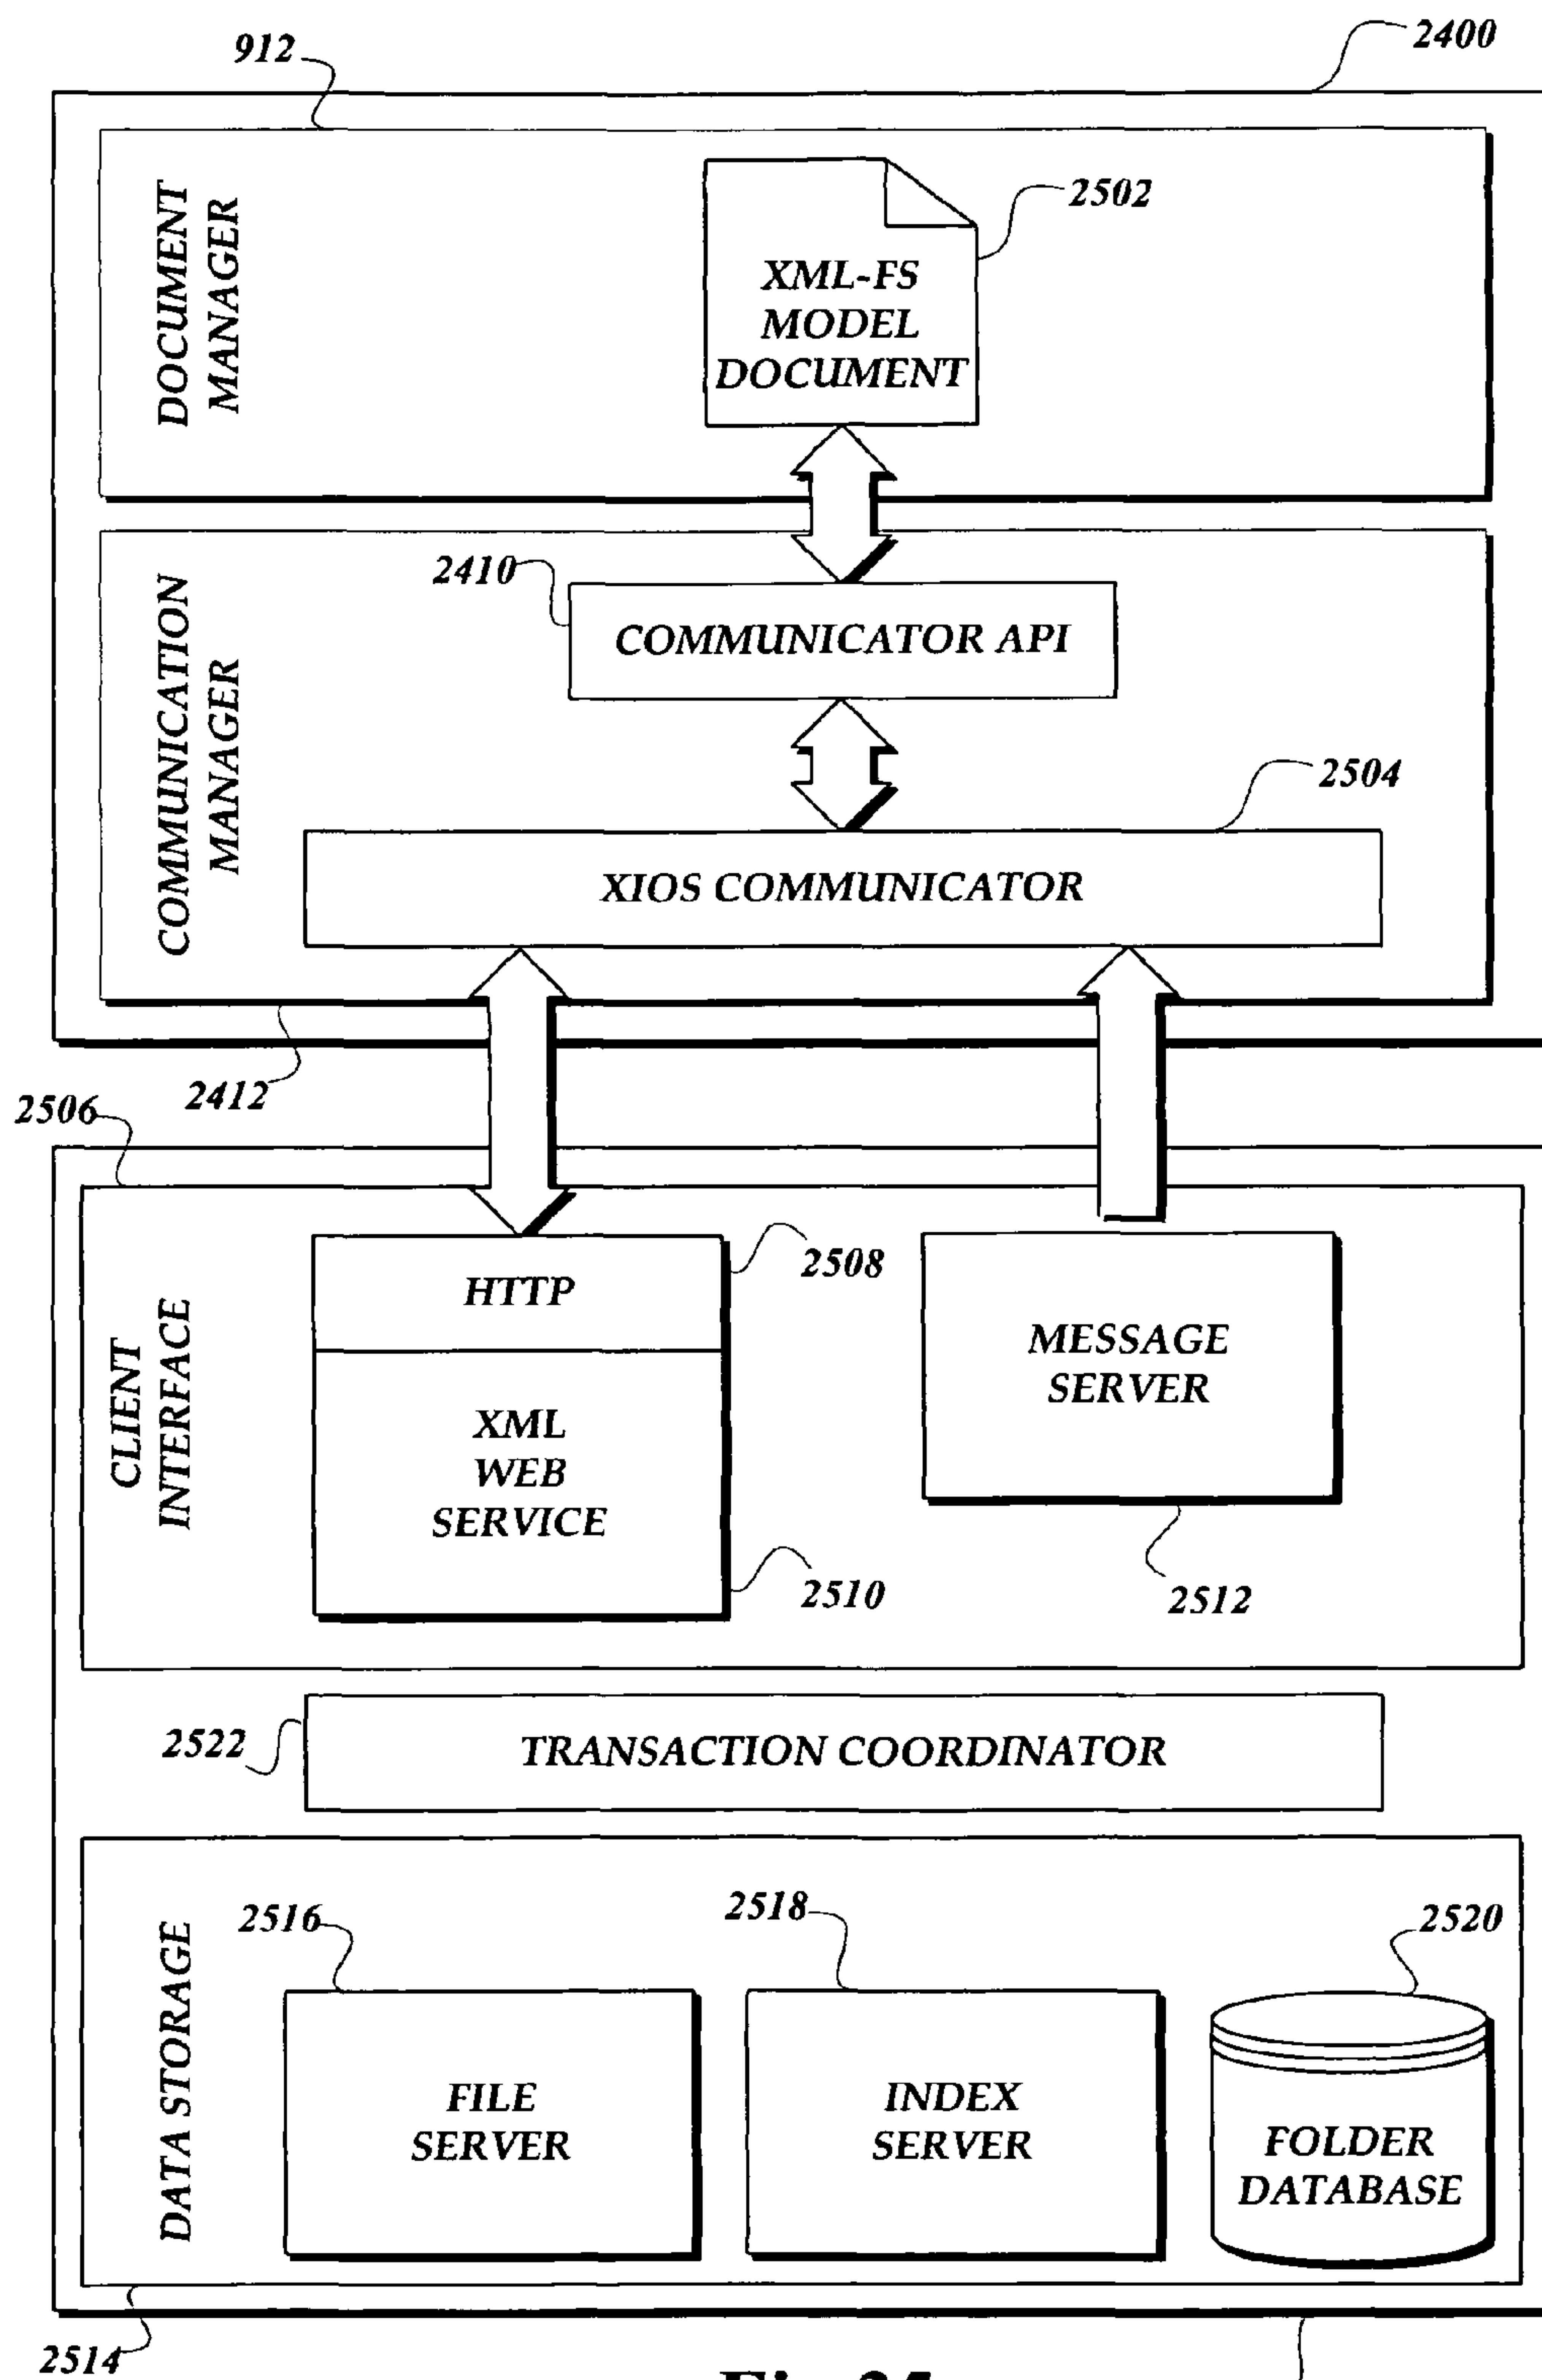 912
2400
DOCUMENT
MANAGER
2502
XML-FS
MODEL
DOCUMENT
COMMUNICATION
MANAGER
2410
COMMUNICATOR API
2504
XIOS COMMUNICATOR
2412
2506
CLIENT
INTERFACE
HTTP
2508
XML
WEB
SERVICE
2510
MESSAGE
SERVER
2512
2522
TRANSACTION COORDINATOR
DATA STORAGE
2516
2518
2520
FILE
SERVER
INDEX
SERVER
FOLDER
DATABASE
2514